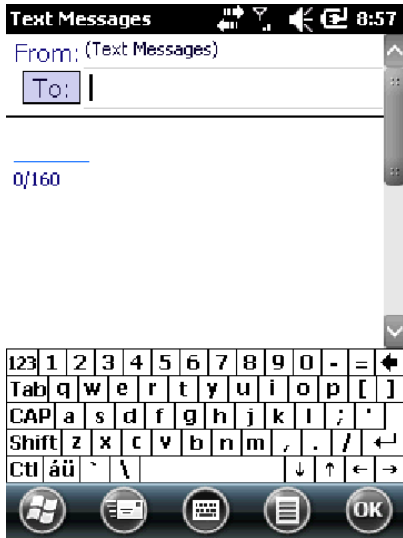 Text Messages 8:57
From: (Text Messages)
To:
0/160
123 1 2 3 4 5 6 7 8 9 0 - =
Tab q w e r t y u i o p [ ]
CAP a s d f g h j k l ; '
Shift z x c v b n m , . / ↵
Ctl áü ` \ ↓ ↑ ← →
OK